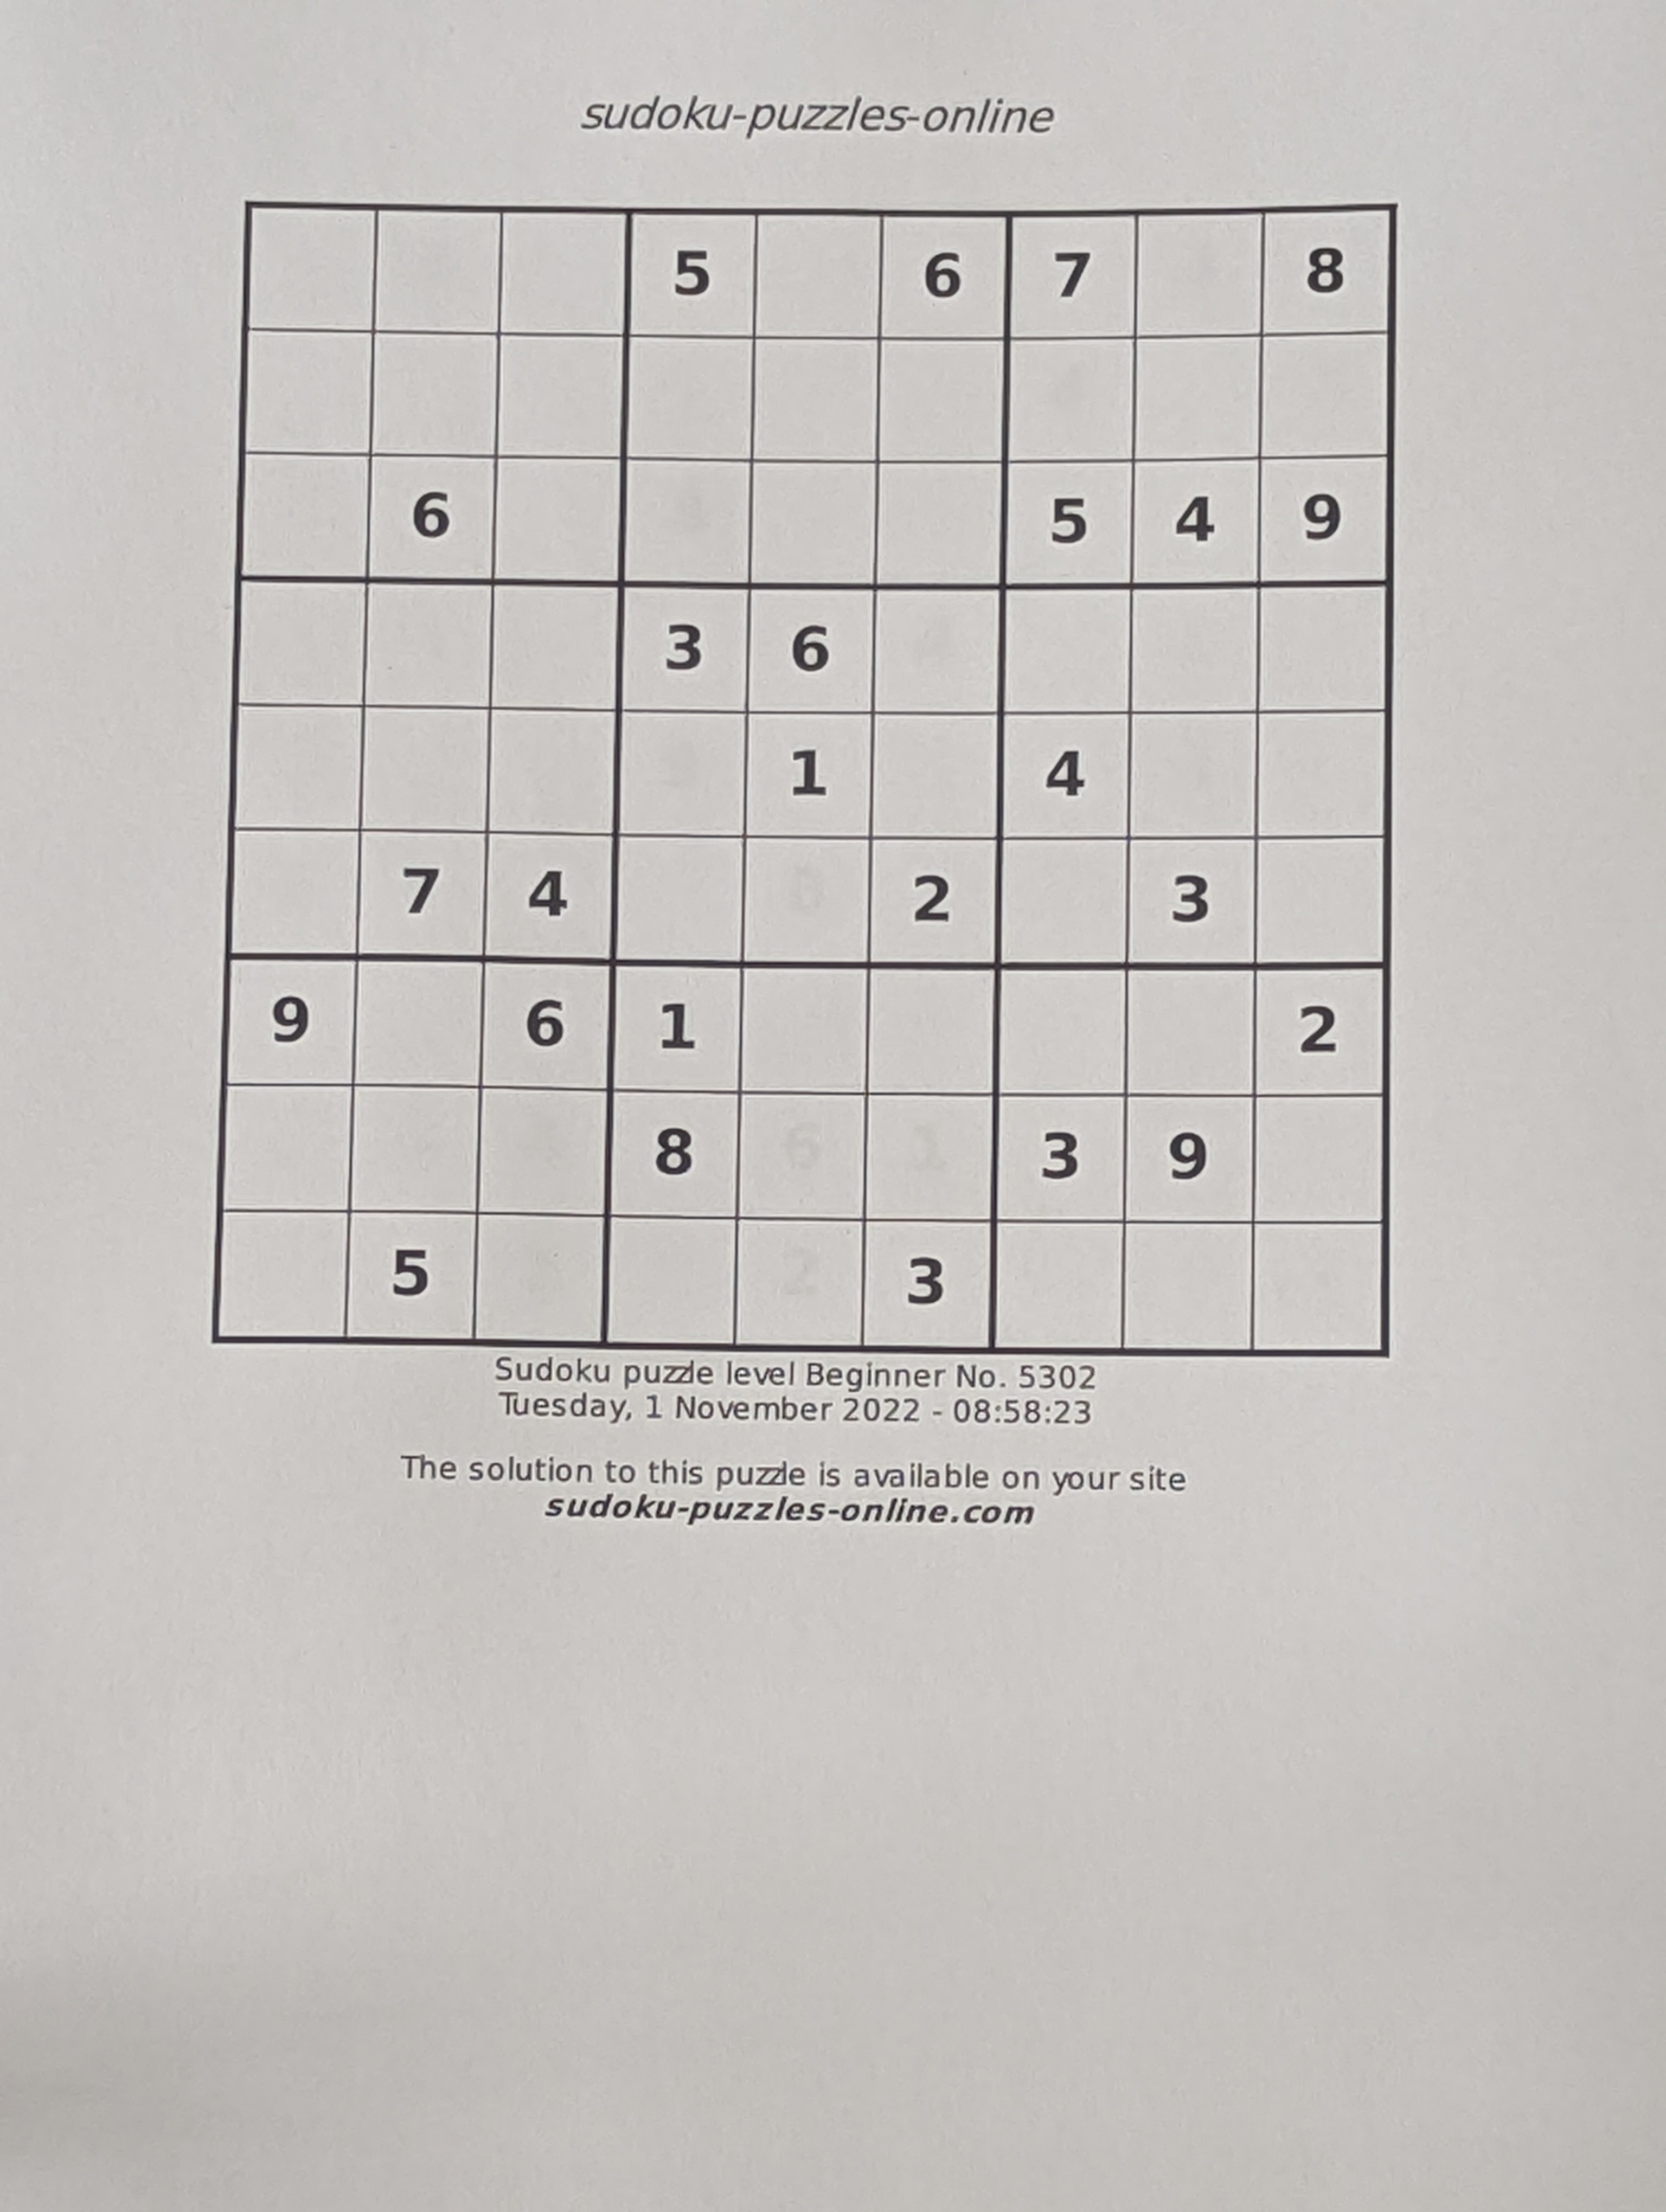 sudoku-puzzles-online
5 6 7 8
6 5 4 9
3 6
1 4
7 4 2 3
9 6 1 2
8 3 9
5 3
Sudoku puzzle level Beginner No. 5302
Tuesday, 1 November 2022 - 08:58:23
The solution to this puzzle is available on your site
sudoku-puzzles-online.com